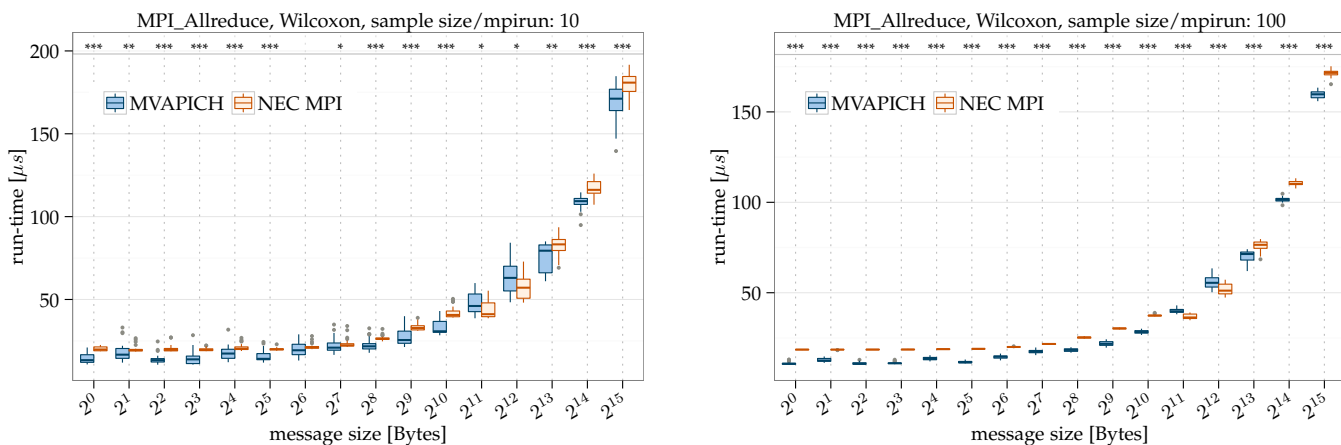 MPI_Allreduce, Wilcoxon, sample size/mpirun: 10
*** ** *** *** *** *** * *** *** *** * * ** *** ***
200
150
100
50
run-time [μs]
MVAPICH NEC MPI
2^0 2^1 2^2 2^3 2^4 2^5 2^6 2^7 2^8 2^9 2^10 2^11 2^12 2^13 2^14 2^15
message size [Bytes]
MPI_Allreduce, Wilcoxon, sample size/mpirun: 100
*** *** *** *** *** *** *** *** *** *** *** *** *** *** *** ***
150
100
50
run-time [μs]
MVAPICH NEC MPI
2^0 2^1 2^2 2^3 2^4 2^5 2^6 2^7 2^8 2^9 2^10 2^11 2^12 2^13 2^14 2^15
message size [Bytes]